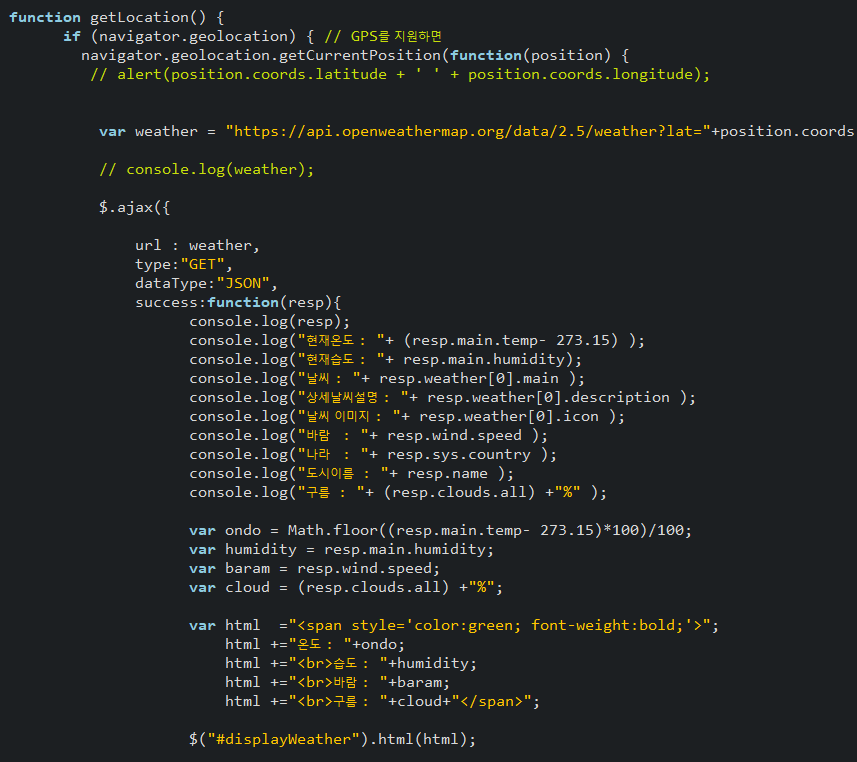 function getLocation() {
if (navigator.geolocation) { // GPS를 지원하면
navigator.geolocation.getCurrentPosition(function(position) {
// alert(position.coords.latitude + ' ' + position.coords.longitude);
var weather = "https://api.openweathermap.org/data/2.5/weather?lat="+position.coords
// console.log(weather);
$.ajax({
url : weather,
type:"GET",
dataType:"JSON",
success:function(resp){
console.log(resp);
console.log("현재온도 : "+ (resp.main.temp- 273.15) );
console.log("현재습도 : "+ resp.main.humidity);
console.log("날씨 : "+ resp.weather[0].main );
console.log("상세날씨설명 : "+ resp.weather[0].description );
console.log("날씨 이미지 : "+ resp.weather[0].icon );
console.log("바람  : "+ resp.wind.speed );
console.log("나라  : "+ resp.sys.country );
console.log("도시이름 : "+ resp.name );
console.log("구름 : "+ (resp.clouds.all) +"%" );
var ondo = Math.floor((resp.main.temp- 273.15)*100)/100;
var humidity = resp.main.humidity;
var baram = resp.wind.speed;
var cloud = (resp.clouds.all) +"%";
var html  ="<span style='color:green; font-weight:bold;'>";
html +="온도 : "+ondo;
html +="<br>습도 : "+humidity;
html +="<br>바람 : "+baram;
html +="<br>구름 : "+cloud+"</span>";
$("#displayWeather").html(html);